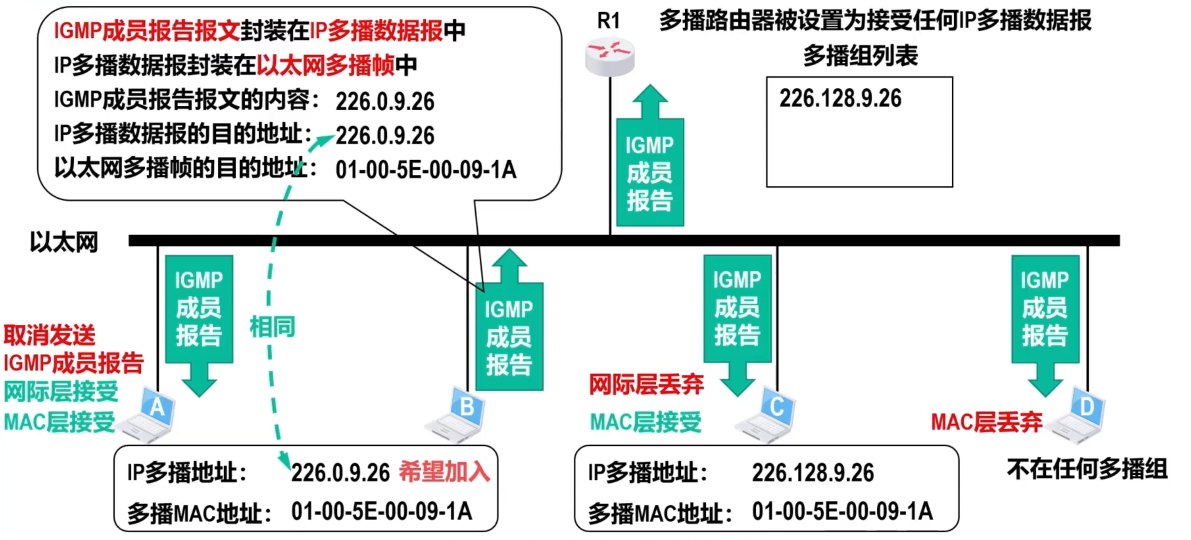 IGMP成员报告报文封装在IP多播数据报中
IP多播数据报封装在以太网多播帧中
IGMP成员报告报文的内容：226.0.9.26
IP多播数据报的目的地址：226.0.9.26
以太网多播帧的目的地址：01-00-5E-00-09-1A
R1
多播路由器被设置为接受任何IP多播数据报
多播组列表
226.128.9.26
IGMP
成员
报告
以太网
IGMP
成员
报告
相同
IGMP
成员
报告
IGMP
成员
报告
IGMP
成员
报告
取消发送
IGMP成员报告
网际层接受
MAC层接受
A
B
网际层丢弃
MAC层接受
C
MAC层丢弃
D
IP多播地址：226.0.9.26 希望加入
多播MAC地址：01-00-5E-00-09-1A
IP多播地址：226.128.9.26
多播MAC地址：01-00-5E-00-09-1A
不在任何多播组